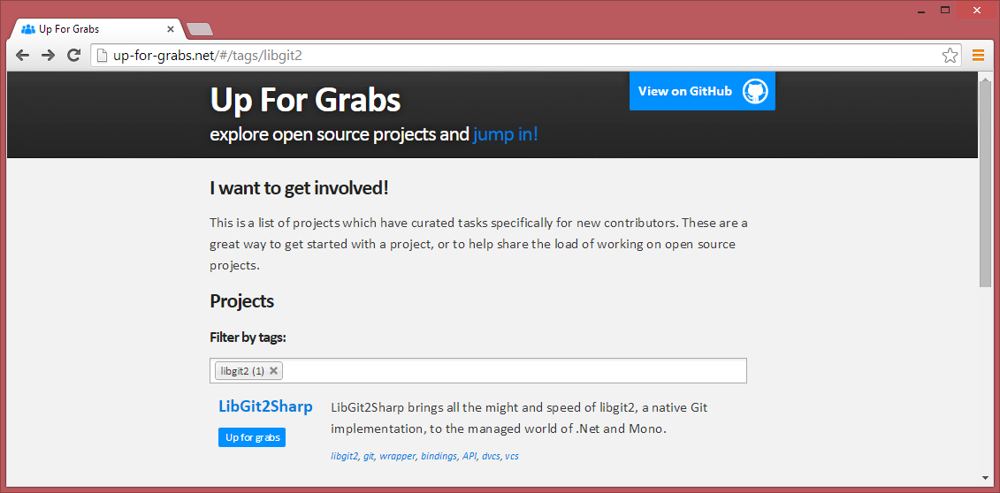 Up For Grabs
up-for-grabs.net/#/tags/libgit2
Up For Grabs
View on GitHub
explore open source projects and jump in!
I want to get involved!
This is a list of projects which have curated tasks specifically for new contributors. These are a
great way to get started with a project, or to help share the load of working on open source
projects.
Projects
Filter by tags:
libgit2 (1)
LibGit2Sharp
LibGit2Sharp brings all the might and speed of libgit2, a native Git
implementation, to the managed world of .Net and Mono.
Up for grabs
libgit2, git, wrapper, bindings, API, dvcs, vcs